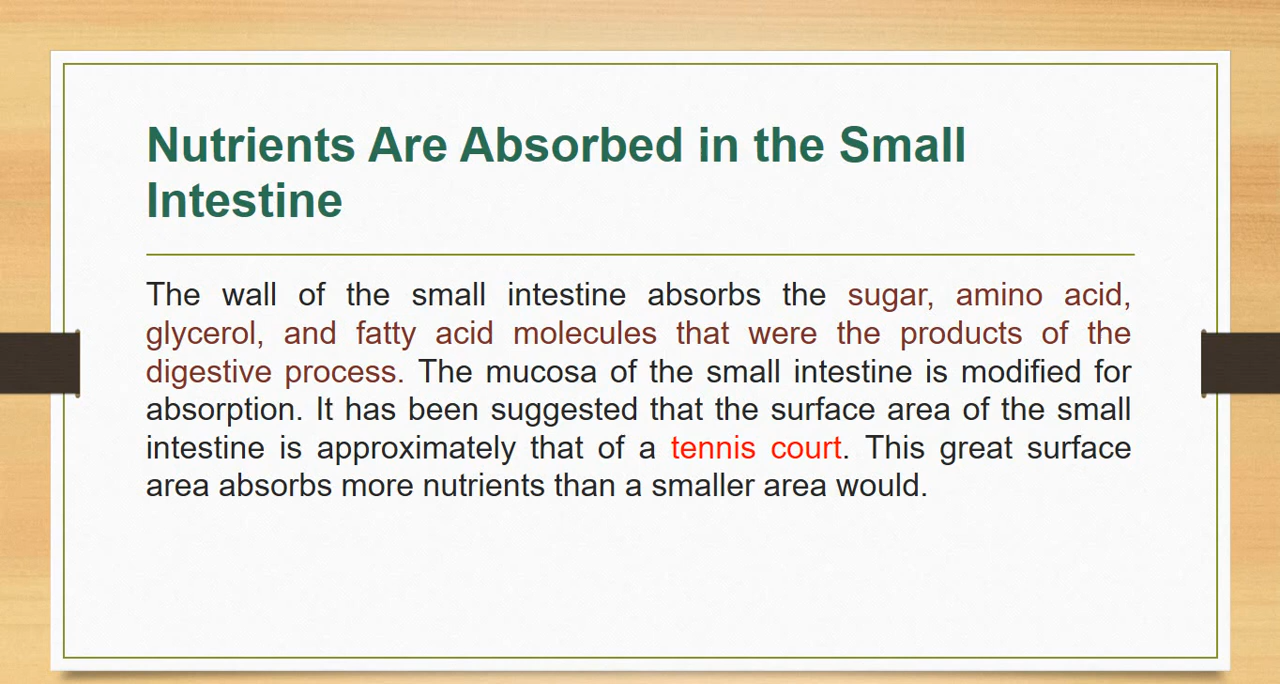 Nutrients Are Absorbed in the Small
Intestine
The wall of the small intestine absorbs the sugar, amino acid,
glycerol, and fatty acid molecules that were the products of the
digestive process. The mucosa of the small intestine is modified for
absorption. It has been suggested that the surface area of the small
intestine is approximately that of a tennis court. This great surface
area absorbs more nutrients than a smaller area would.